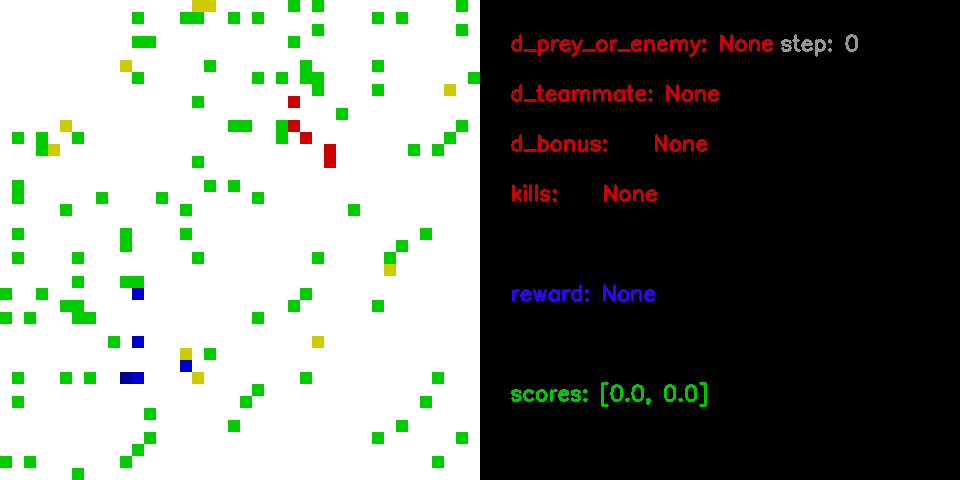 d_prey_or_enemy: None step: 0
d_teammate: None
d_bonus: None
kills: None
reward: None
scores: [0.0, 0.0]